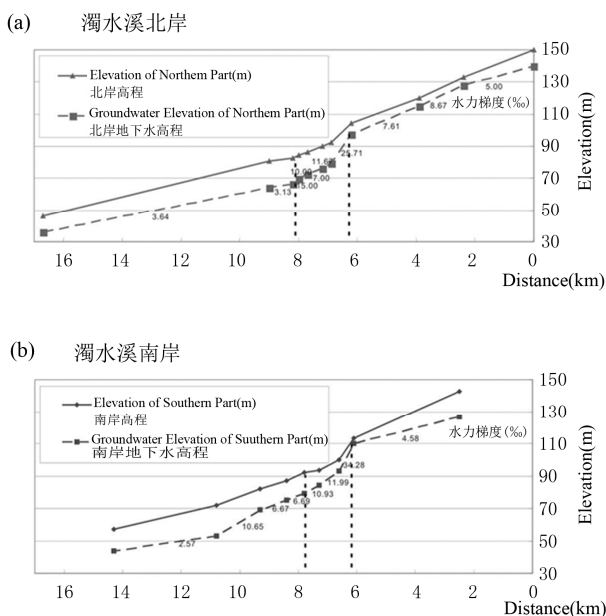 (a) 濁水溪北岸
Elevation of Northern Part(m)
北岸高程
Groundwater Elevation of Northern Part(m)
北岸地下水高程
水力梯度(‰)
5.00
8.67
7.61
25.71
11.67
10.00
7.00
15.00
3.13
3.64
150
130
110
90
70
50
30
Elevation(m)
16 14 12 10 8 6 4 2 0
Distance(km)
(b) 濁水溪南岸
Elevation of Southern Part(m)
南岸高程
Groundwater Elevation of Southern Part(m)
南岸地下水高程
水力梯度(‰)
4.58
34.28
11.99
10.93
6.69
6.67
10.65
2.57
150
130
110
90
70
50
30
Elevation(m)
16 14 12 10 8 6 4 2 0
Distance(km)